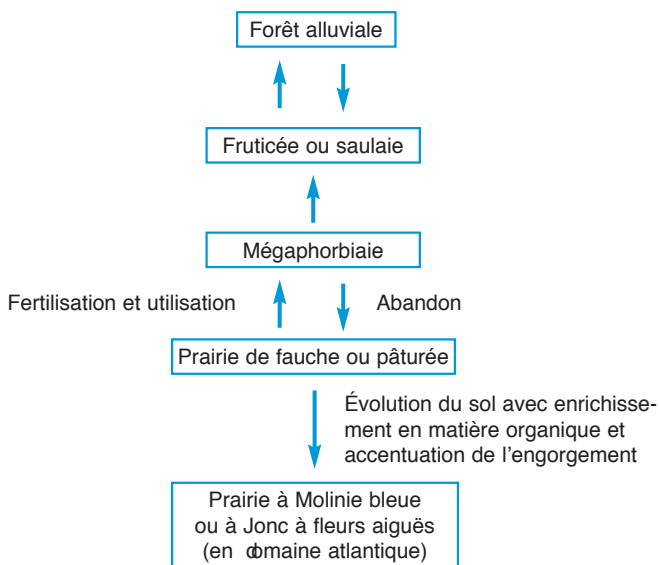 Forêt alluviale
Fruticée ou saulaie
Mégaphorbiaie
Fertilisation et utilisation
Abandon
Prairie de fauche ou pâturée
Évolution du sol avec enrichisse-
ment en matière organique et
accentuation de l'engorgement
Prairie à Molinie bleue
ou à Jonc à fleurs aiguës
(en domaine atlantique)